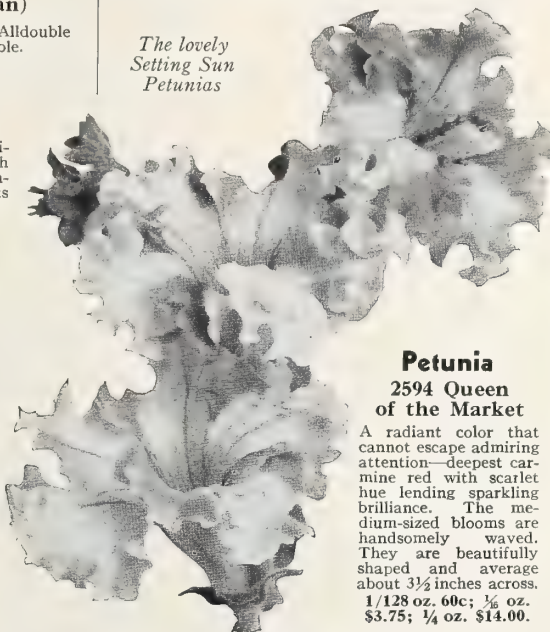 an)
Alldouble
ole.
The lovely
Setting Sun
Petunias
i-
h
a-
ts
Petunia
2594 Queen
of the Market
A radiant color that
cannot escape admiring
attention—deepest car-
mine red with scarlet
hue lending sparkling
brilliance. The me-
dium-sized blooms are
handsomely waved.
They are beautifully
shaped and average
about 3½ inches across.
1/128 oz. 60c; 1/16 oz.
$3.75; ¼ oz. $14.00.